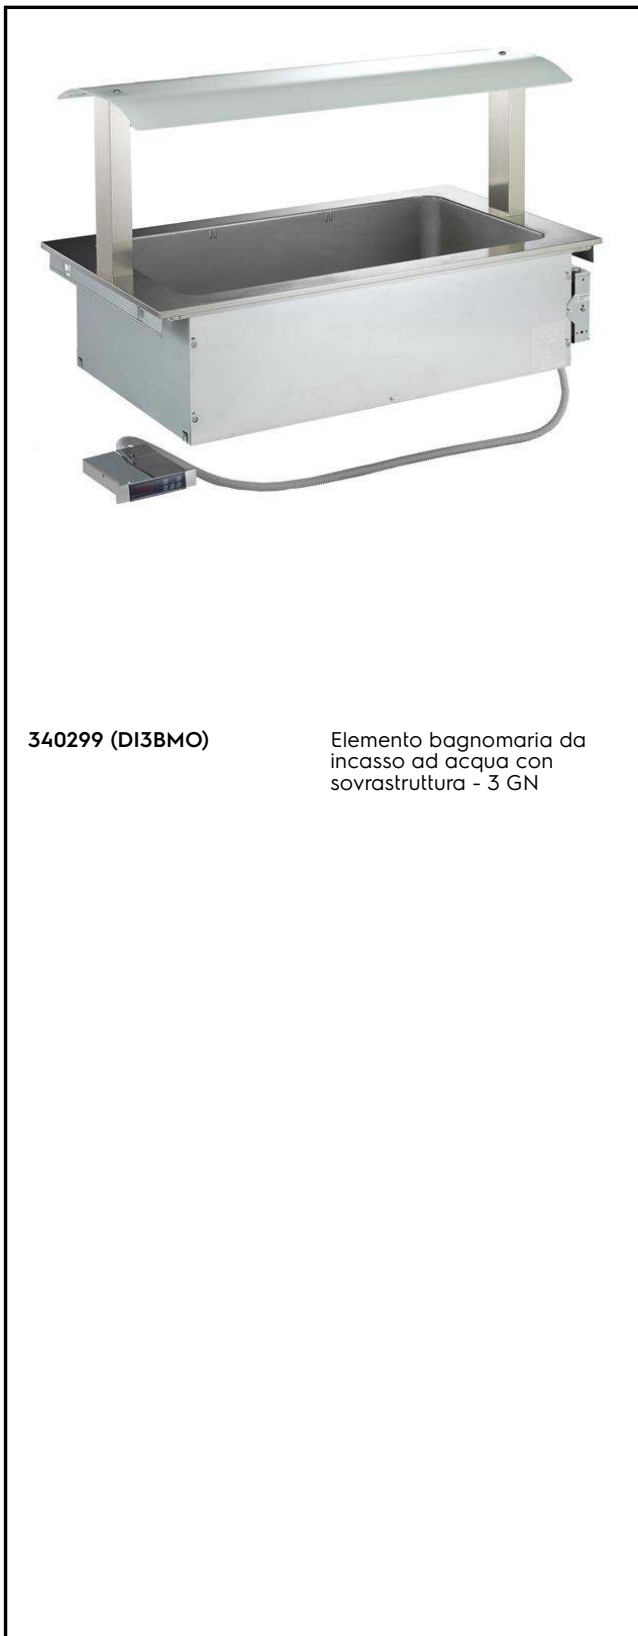 340299 (DI3BMO)
Elemento bagnomaria da
incasso ad acqua con
sovrastruttura - 3 GN